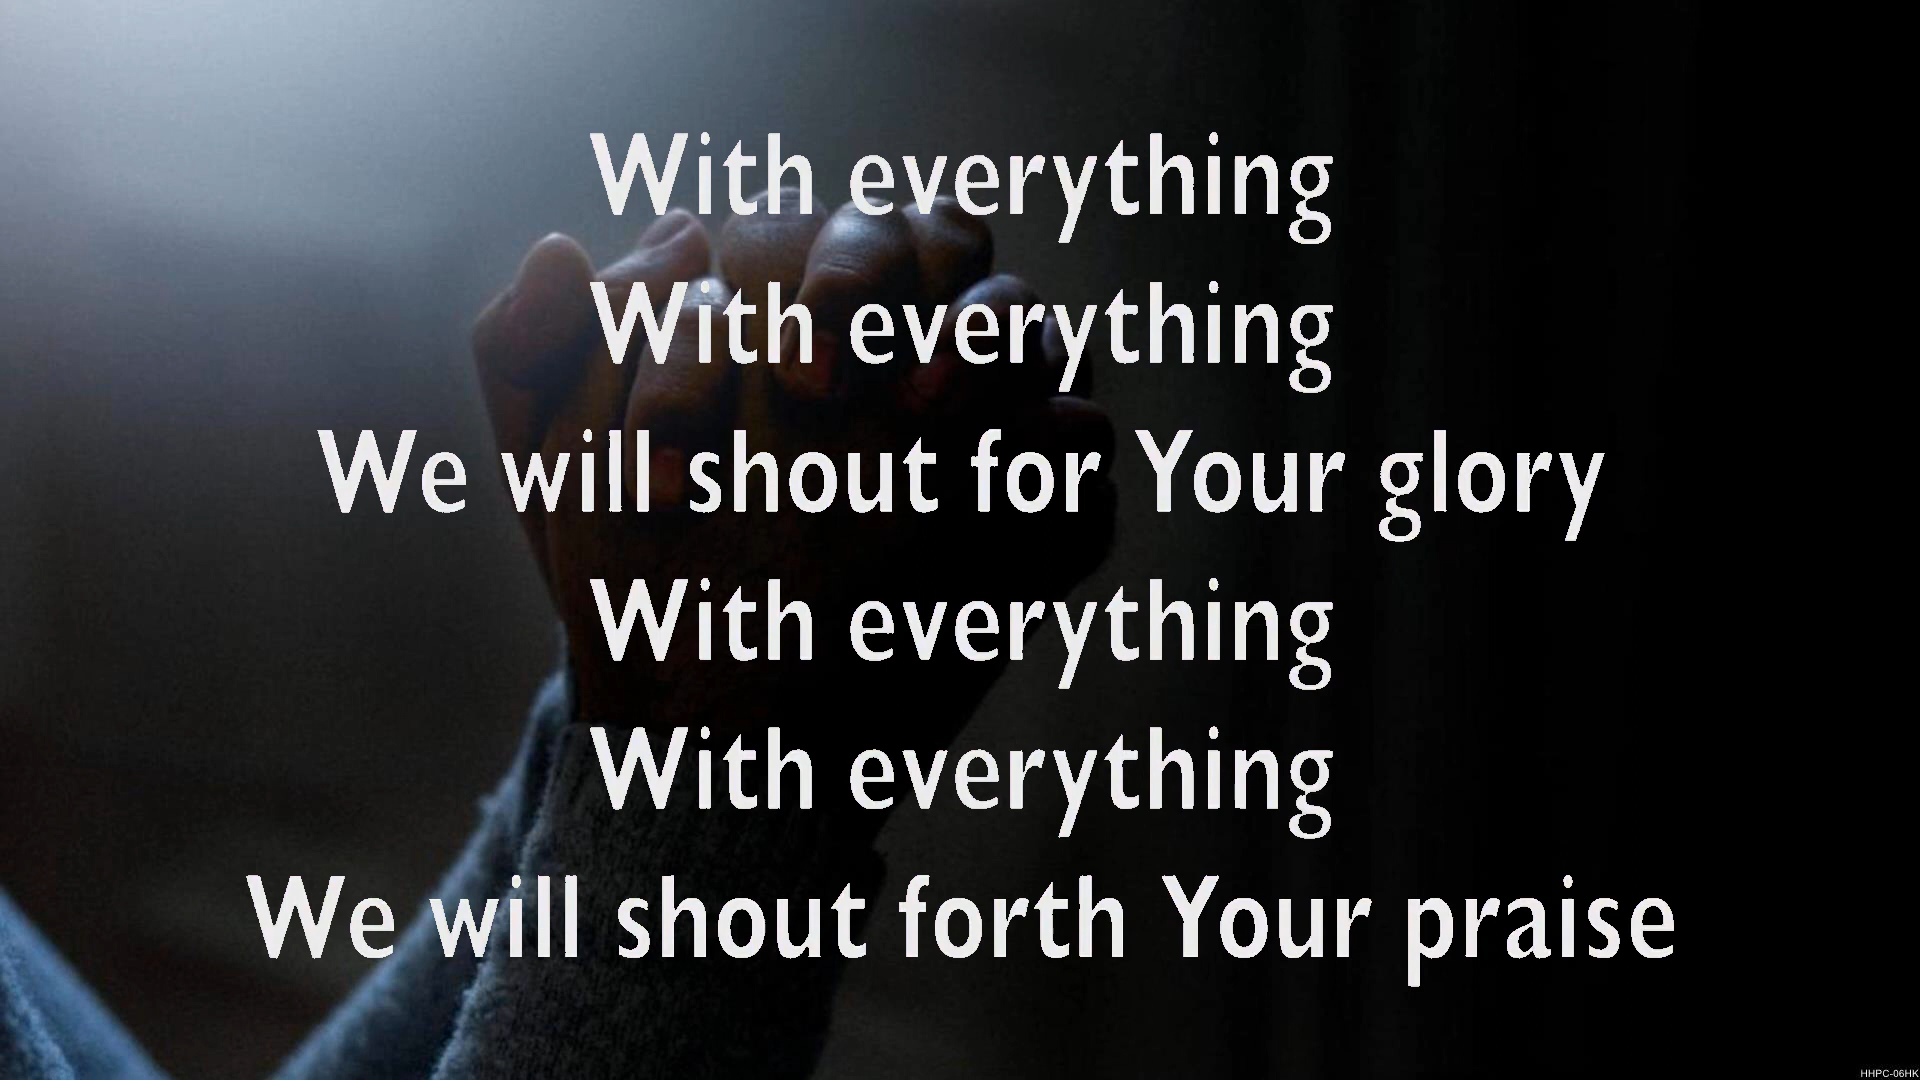 With everything
With everything
We will shout for Your glory
With everything
With everything
We will shout forth Your praise
HHPC-06HK